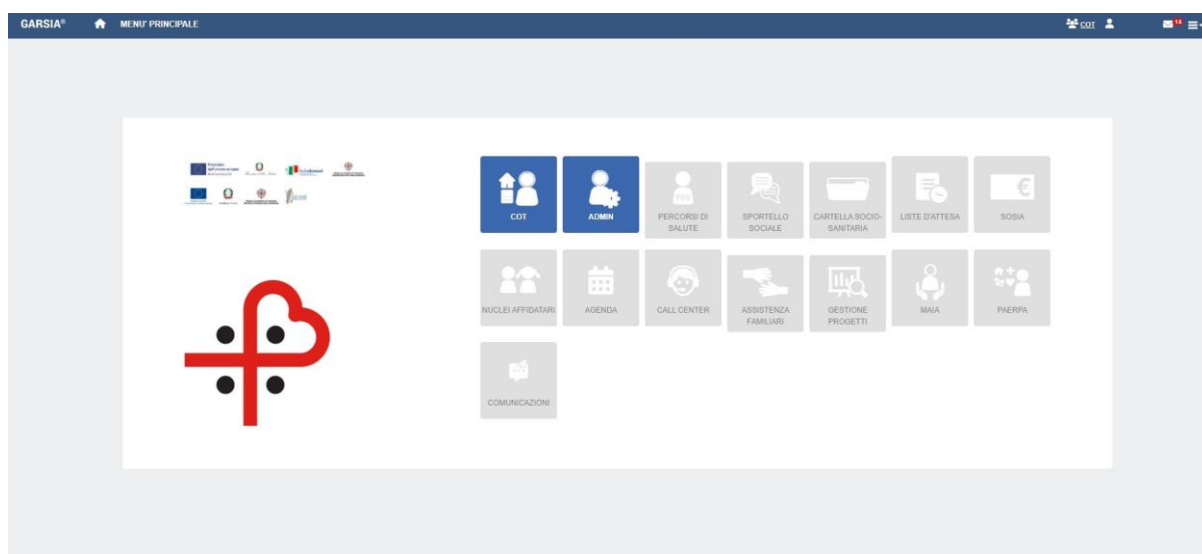 GARSIA® MENU' PRINCIPALE COT 14
COT
ADMIN
PERCORSI DI
SALUTE
SPORTELLO
SOCIALE
CARTELLA SOCIO-
SANITARIA
LISTE D'ATTESA
SOSIA
NUCLEI AFFIDATARI
AGENDA
CALL CENTER
ASSISTENZA
FAMILIARI
GESTIONE
PROGETTI
MAIA
PAERPA
COMUNICAZIONI